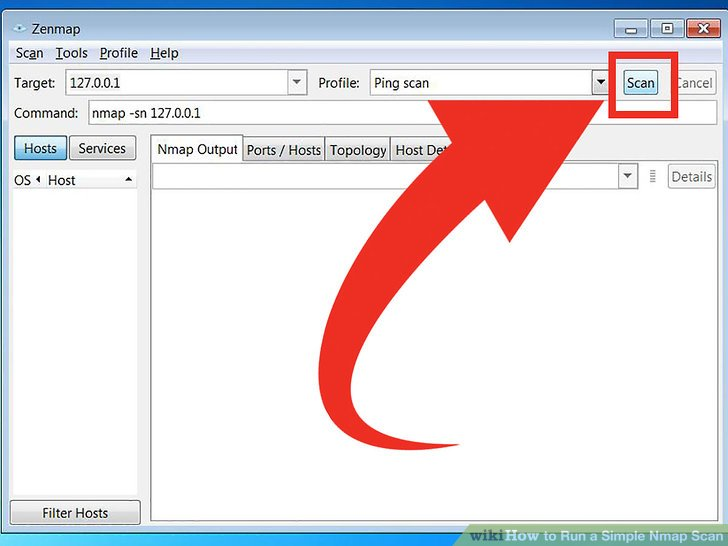 Zenmap
Scan Tools Profile Help
Target: 127.0.0.1 Profile: Ping scan Scan Cancel
Command: nmap -sn 127.0.0.1
Hosts Services
Nmap Output Ports / Hosts Topology Host
OS Host
Details
Filter Hosts
wikiHow to Run a Simple Nmap Scan